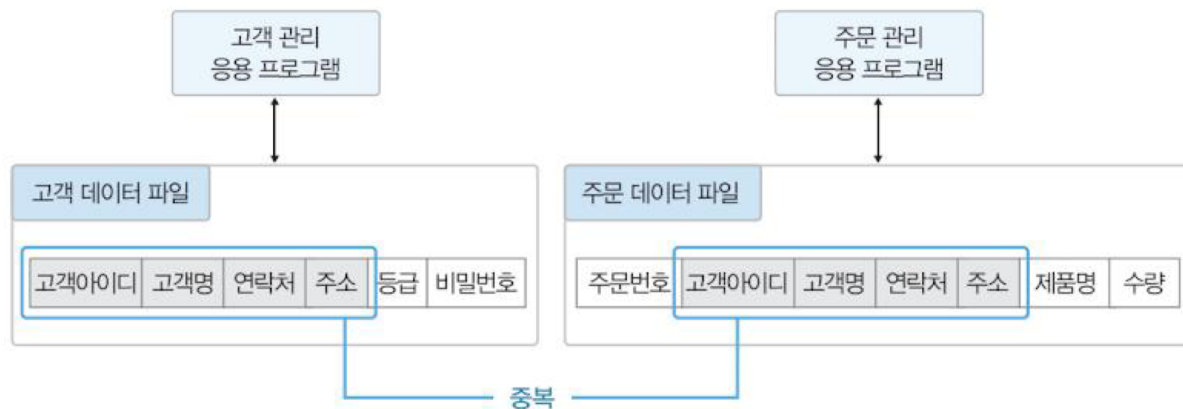 고객 관리
응용 프로그램
주문 관리
응용 프로그램
고객 데이터 파일
고객아이디 고객명 연락처 주소 등급 비밀번호
주문 데이터 파일
주문번호 고객아이디 고객명 연락처 주소 제품명 수량
중복